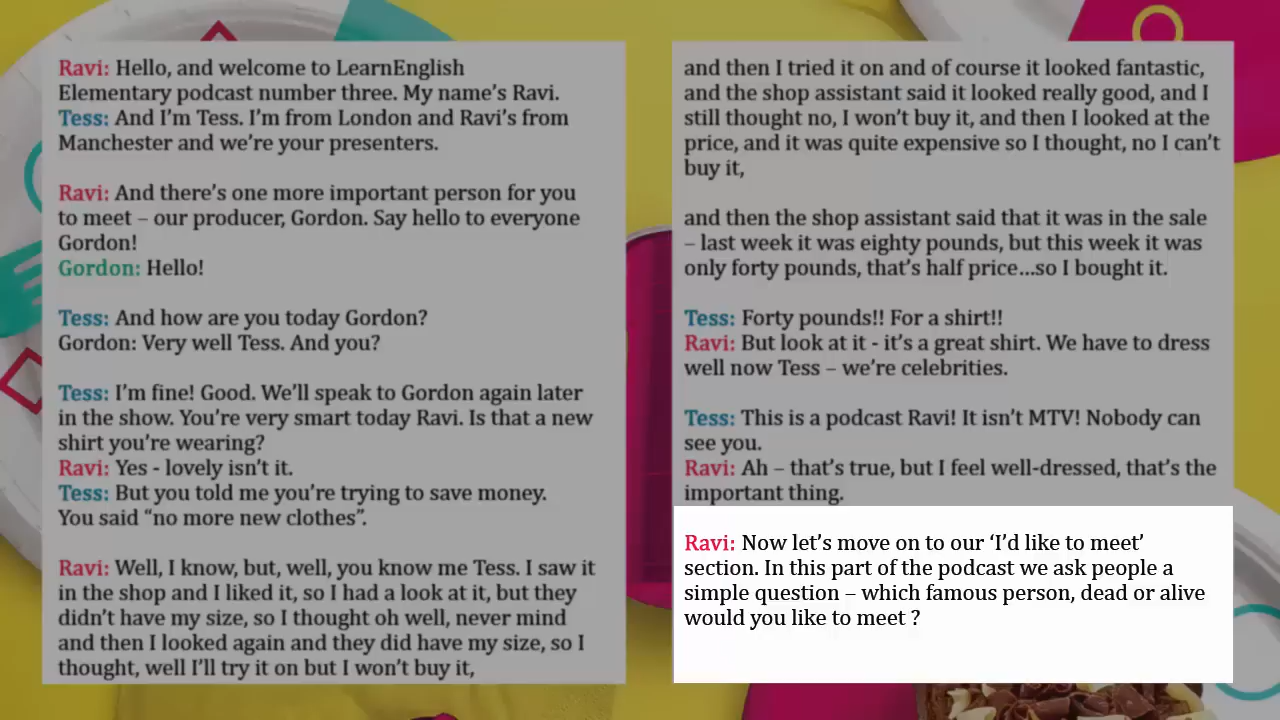 Ravi: Hello, and welcome to LearnEnglish
Elementary podcast number three. My name’s Ravi.
Tess: And I’m Tess. I’m from London and Ravi’s from
Manchester and we’re your presenters.
Ravi: And there’s one more important person for you
to meet – our producer, Gordon. Say hello to everyone
Gordon!
Gordon: Hello!
Tess: And how are you today Gordon?
Gordon: Very well Tess. And you?
Tess: I’m fine! Good. We’ll speak to Gordon again later
in the show. You’re very smart today Ravi. Is that a new
shirt you’re wearing?
Ravi: Yes - lovely isn’t it.
Tess: But you told me you’re trying to save money.
You said “no more new clothes”.
Ravi: Well, I know, but, well, you know me Tess. I saw it
in the shop and I liked it, so I had a look at it, but they
didn’t have my size, so I thought oh well, never mind
and then I looked again and they did have my size, so I
thought, well I’ll try it on but I won’t buy it,
and then I tried it on and of course it looked fantastic,
and the shop assistant said it looked really good, and I
still thought no, I won’t buy it, and then I looked at the
price, and it was quite expensive so I thought, no I can’t
buy it,
and then the shop assistant said that it was in the sale
– last week it was eighty pounds, but this week it was
only forty pounds, that’s half price…so I bought it.
Tess: Forty pounds!! For a shirt!!
Ravi: But look at it - it’s a great shirt. We have to dress
well now Tess – we’re celebrities.
Tess: This is a podcast Ravi! It isn’t MTV! Nobody can
see you.
Ravi: Ah – that’s true, but I feel well-dressed, that’s the
important thing.
Ravi: Now let’s move on to our ‘I’d like to meet’
section. In this part of the podcast we ask people a
simple question – which famous person, dead or alive
would you like to meet ?